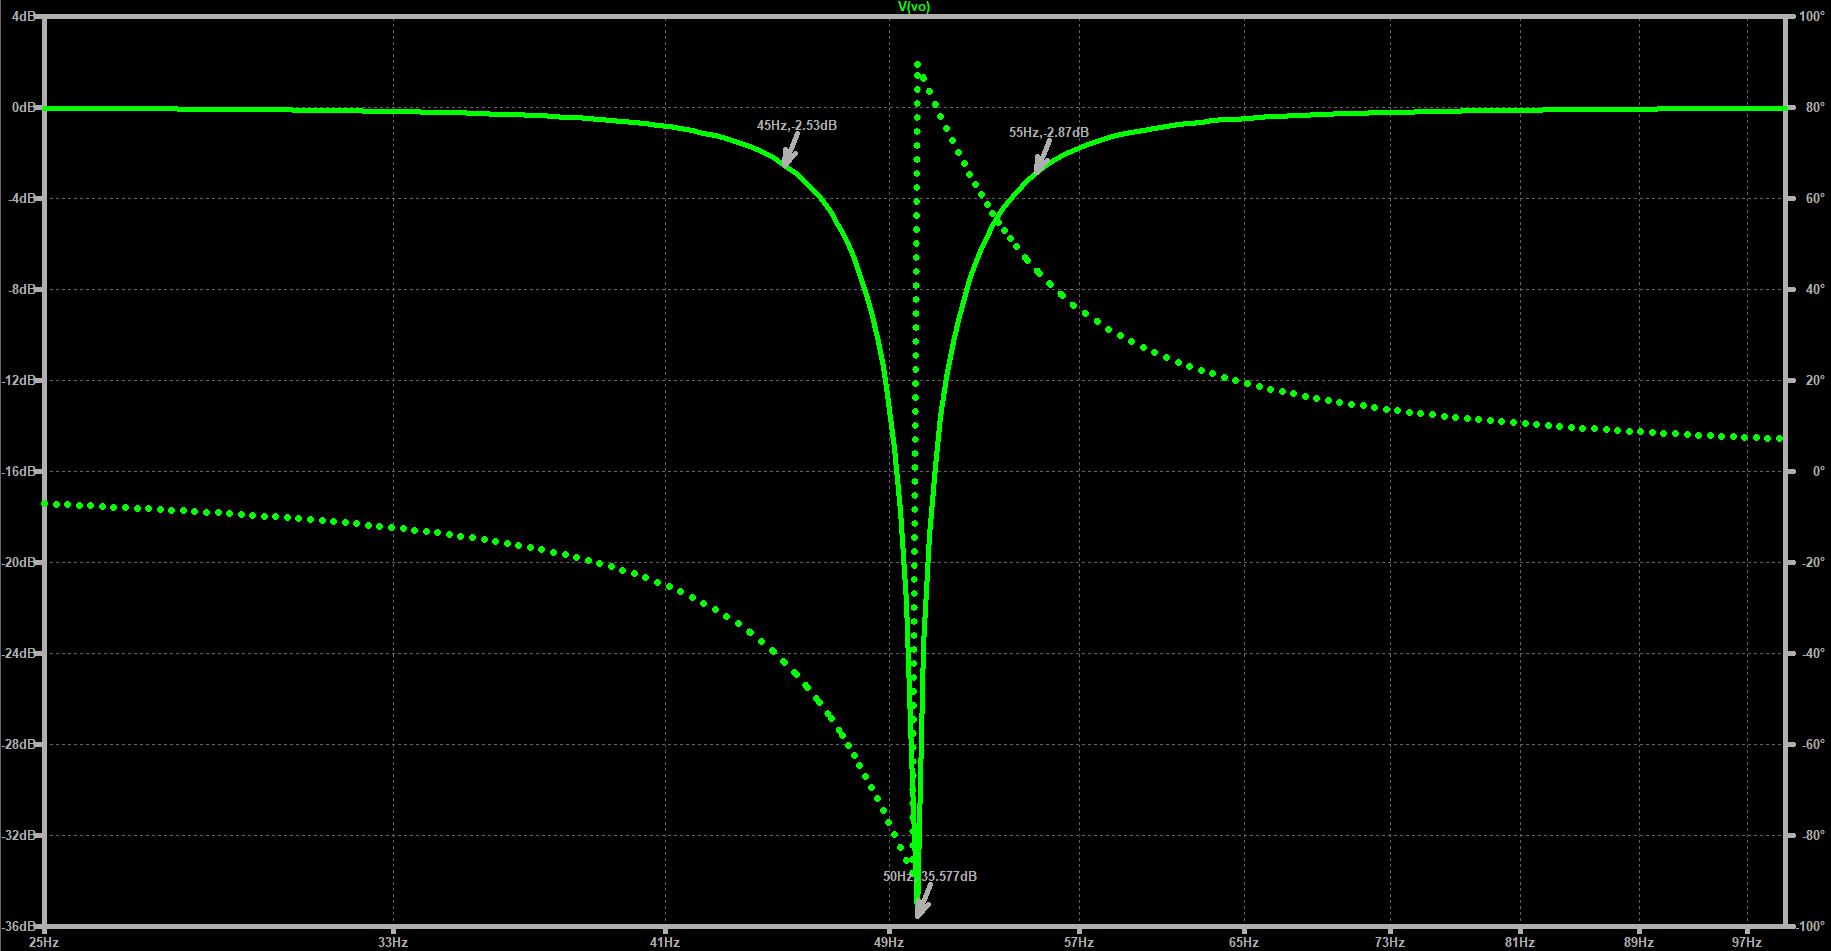 V(vo)
4dB
100°
0dB
80°
45Hz,-2.53dB
55Hz,-2.87dB
-4dB
60°
-8dB
40°
-12dB
20°
-16dB
0°
-20dB
-20°
-24dB
-40°
-28dB
-60°
-32dB
-80°
50Hz,-35.577dB
-36dB
-100°
25Hz 33Hz 41Hz 49Hz 57Hz 65Hz 73Hz 81Hz 89Hz 97Hz